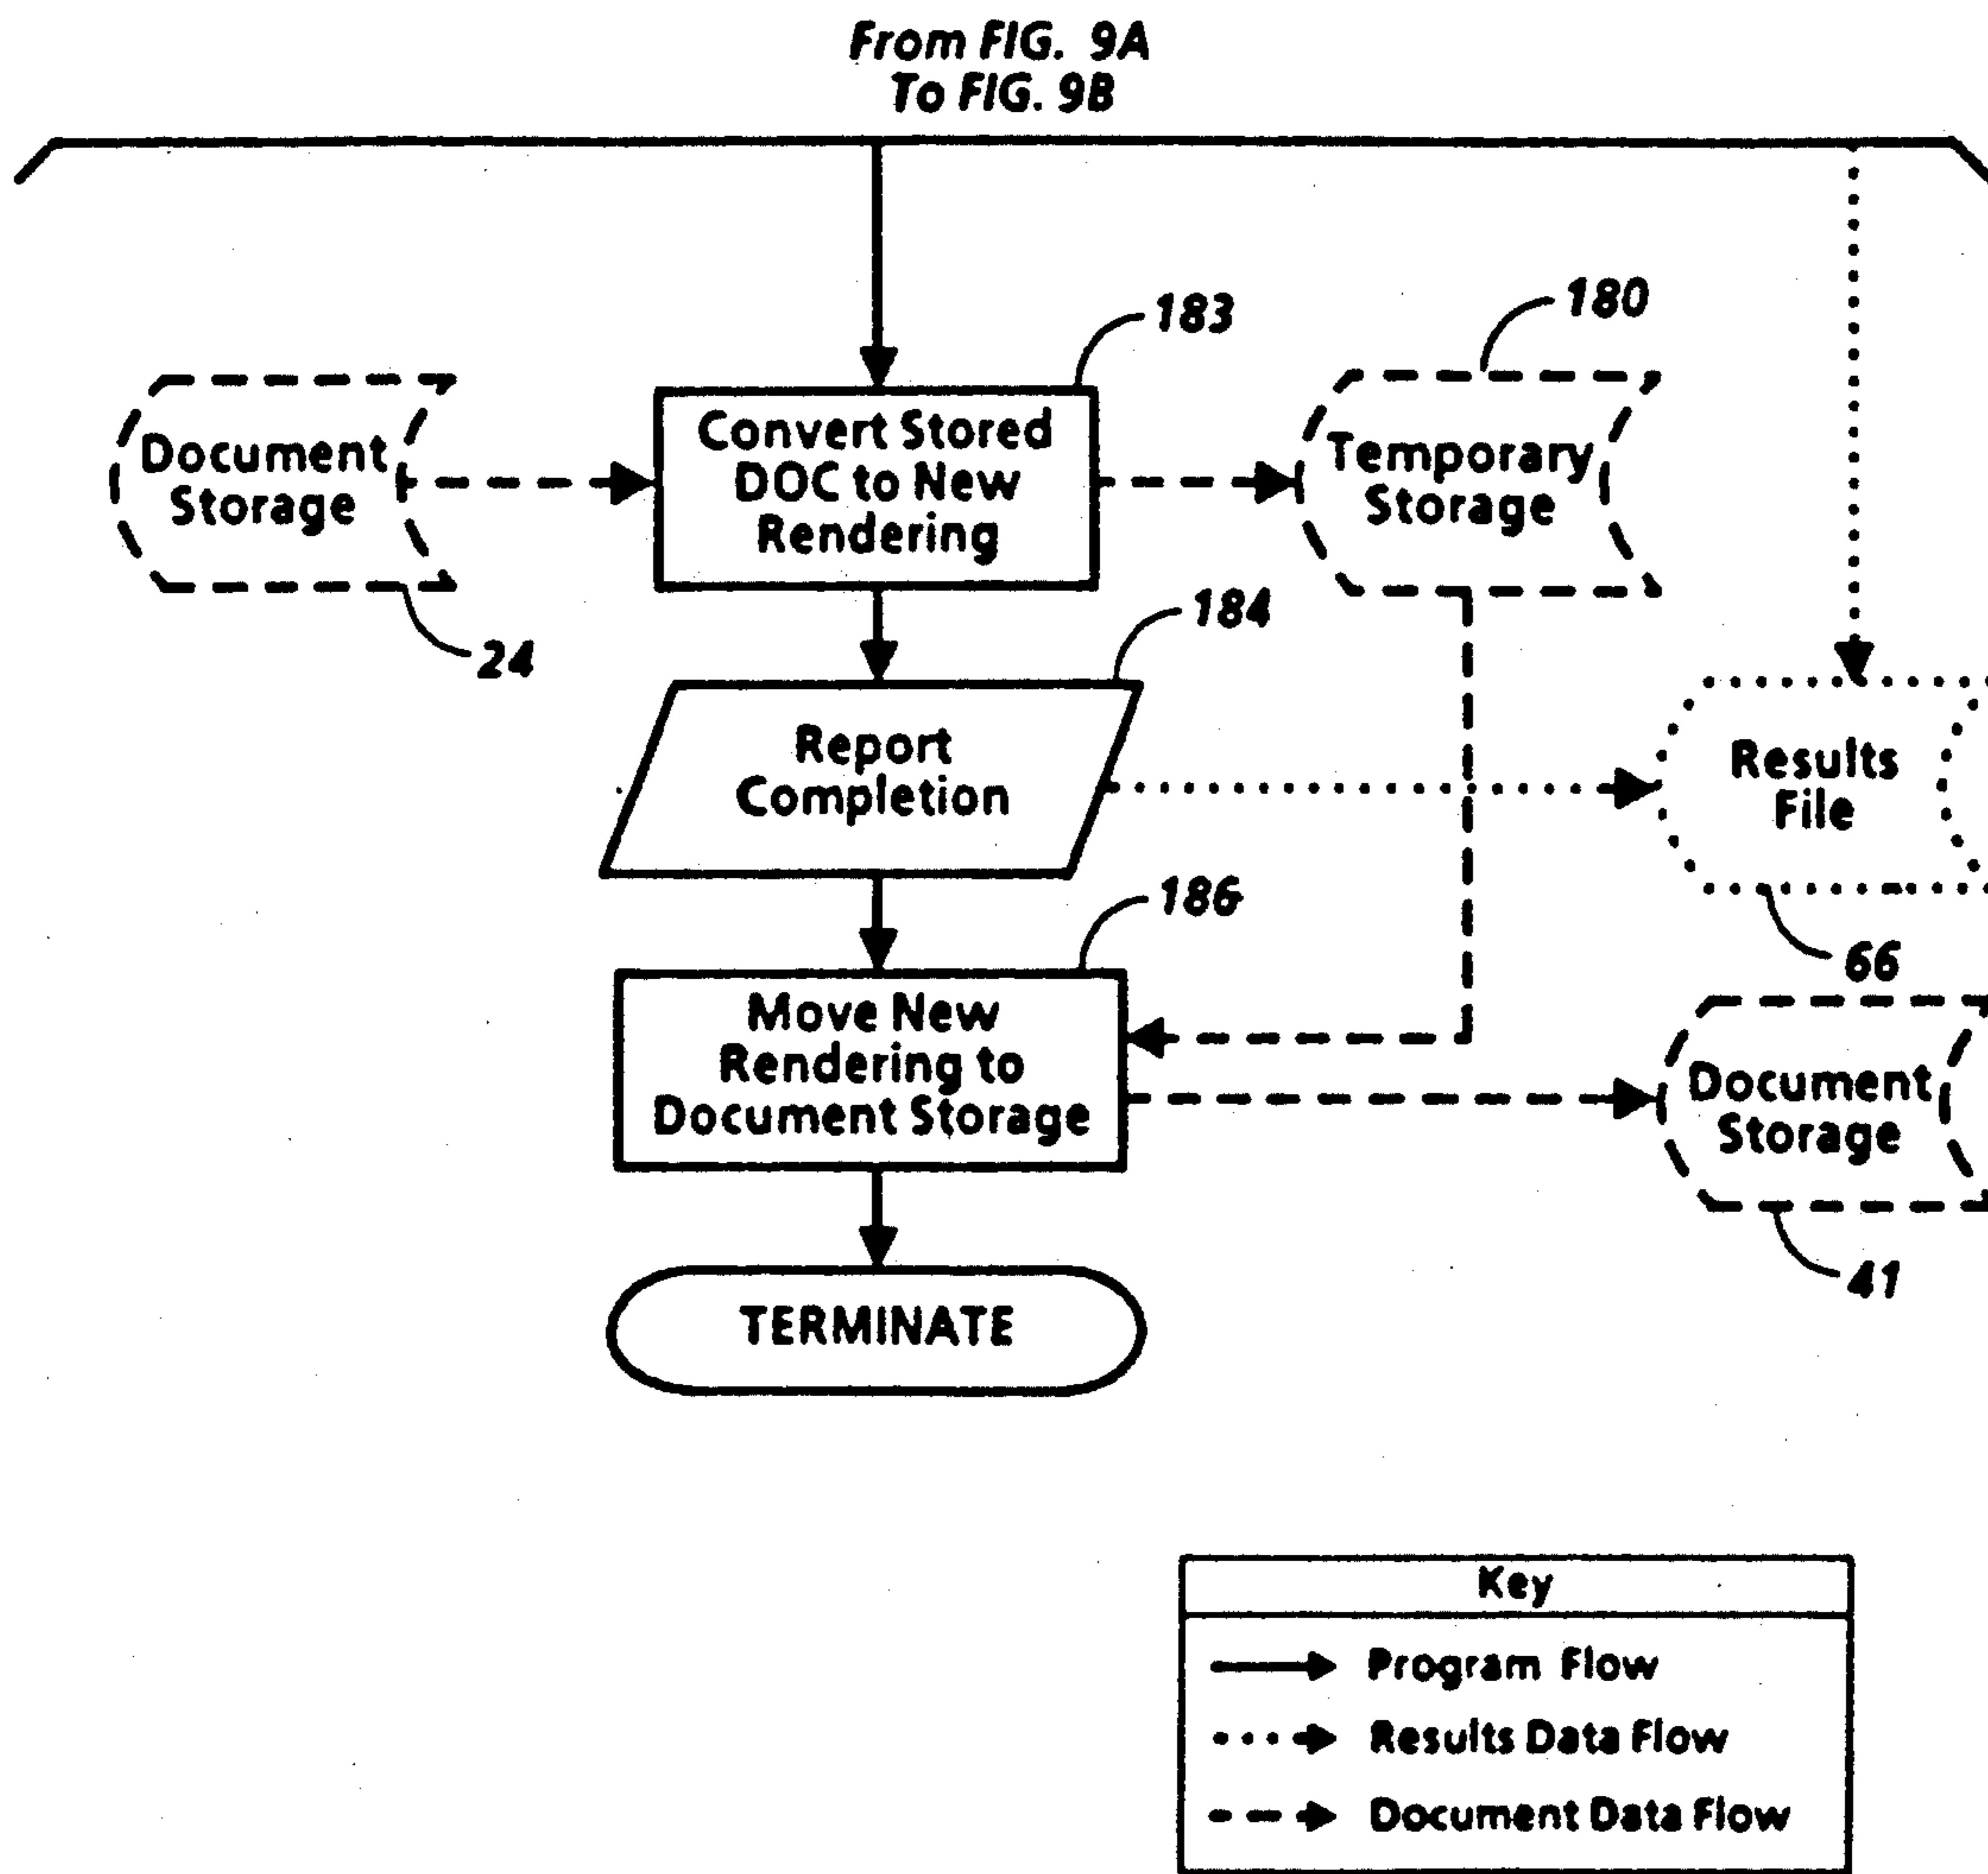 From FIG. 9A
To FIG. 9B
183
180
Convert Stored
DOC to New
Rendering
Document
Storage
Temporary
Storage
24
184
Report
Completion
Results
File
186
66
Move New
Rendering to
Document Storage
Document
Storage
41
TERMINATE
Key
Program Flow
Results Data Flow
Document Data Flow